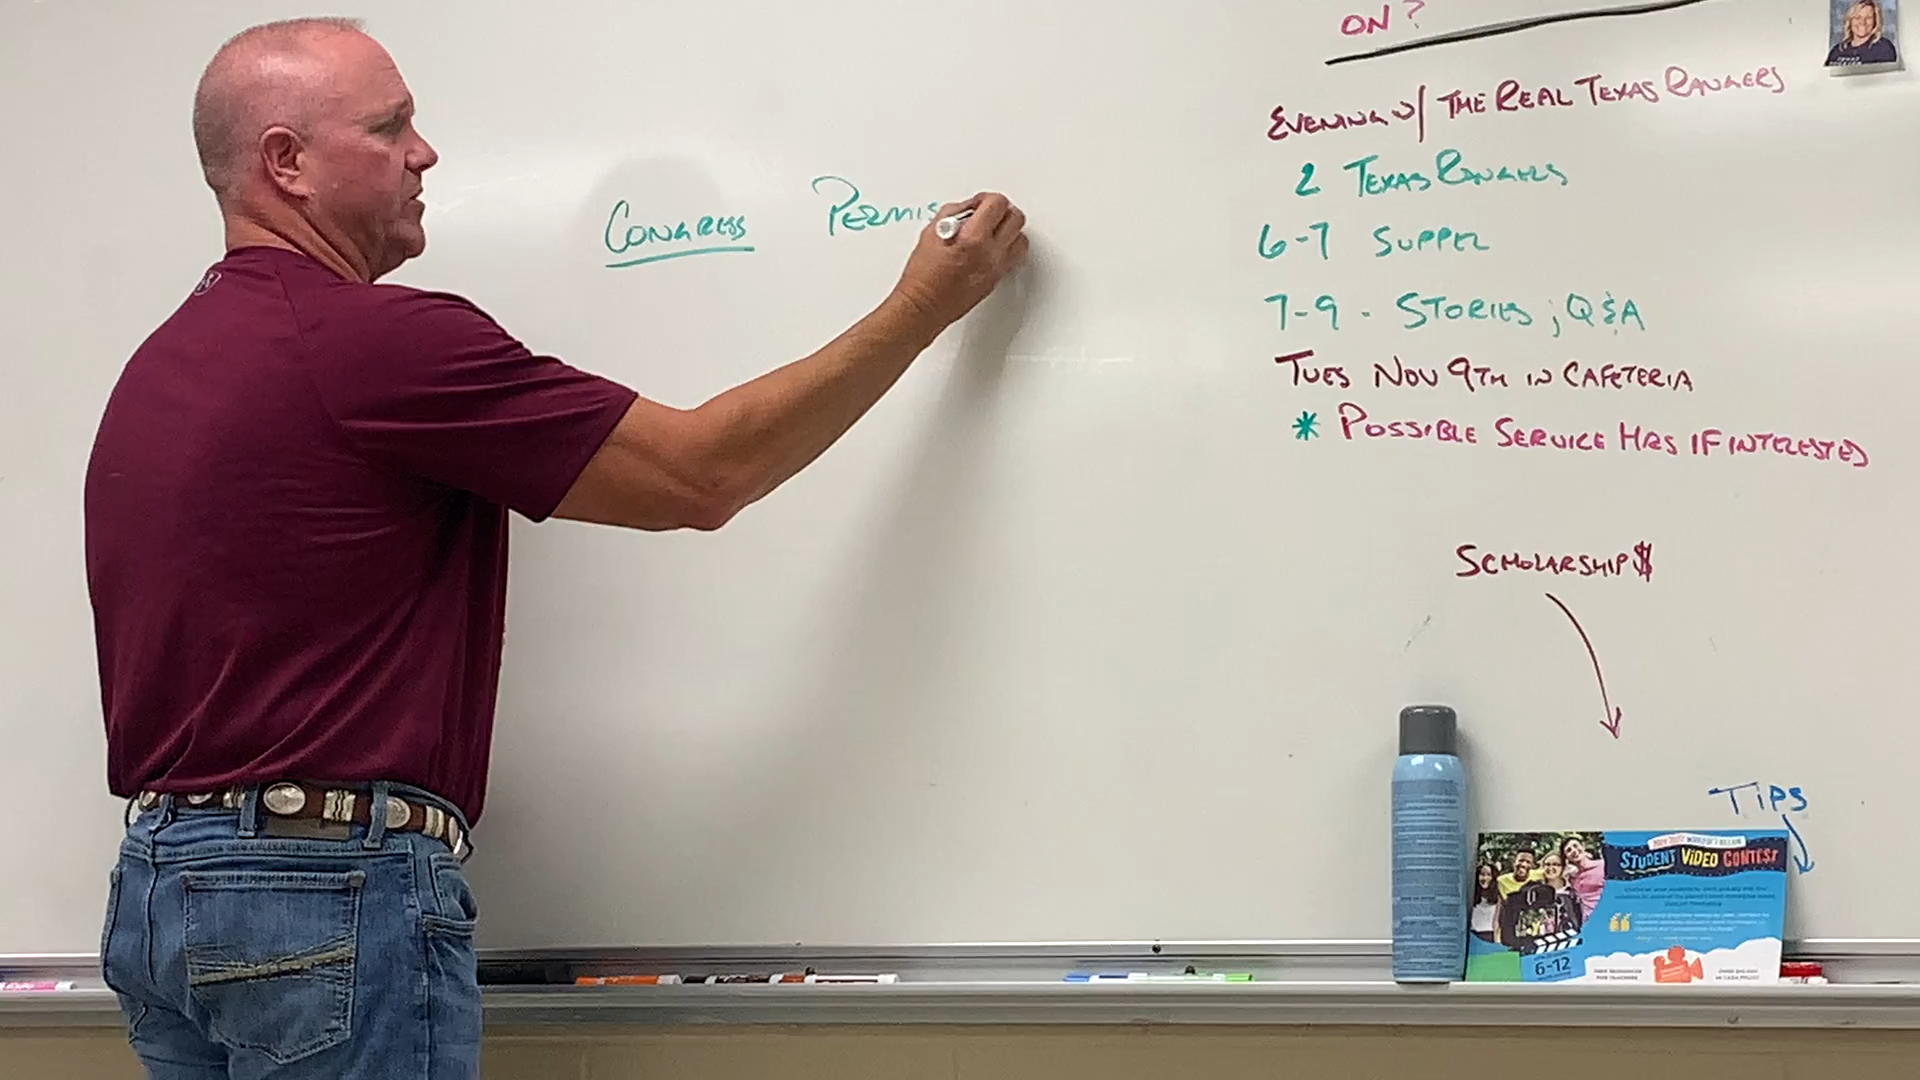 ON?
EVENING W/ THE REAL TEXAS RANGERS
2 TEXAS RANGERS
6-7 SUPPER
7-9 - STORIES; Q&A
TUES NOV 9TH IN CAFETERIA
* POSSIBLE SERVICE HRS IF INTERESTED
CONGRESS PERMIS
SCHOLARSHIP$
TIPS
STUDENT VIDEO CONTEST
6-12